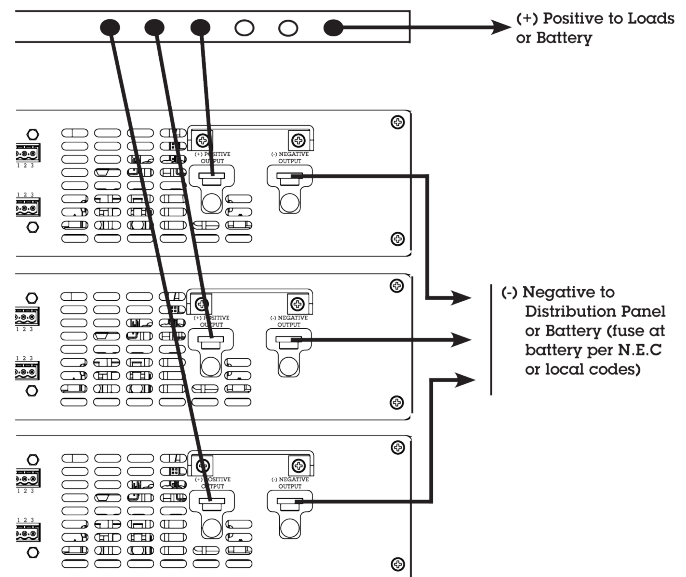 (+) Positive to Loads
or Battery
(+) POSITIVE
OUTPUT
(-) NEGATIVE
OUTPUT
1 2 3
1 2 3
(-) Negative to
Distribution Panel
or Battery (fuse at
battery per N.E.C
or local codes)
(+) POSITIVE
OUTPUT
(-) NEGATIVE
OUTPUT
1 2 3
1 2 3
(+) POSITIVE
OUTPUT
(-) NEGATIVE
OUTPUT
1 2 3
1 2 3